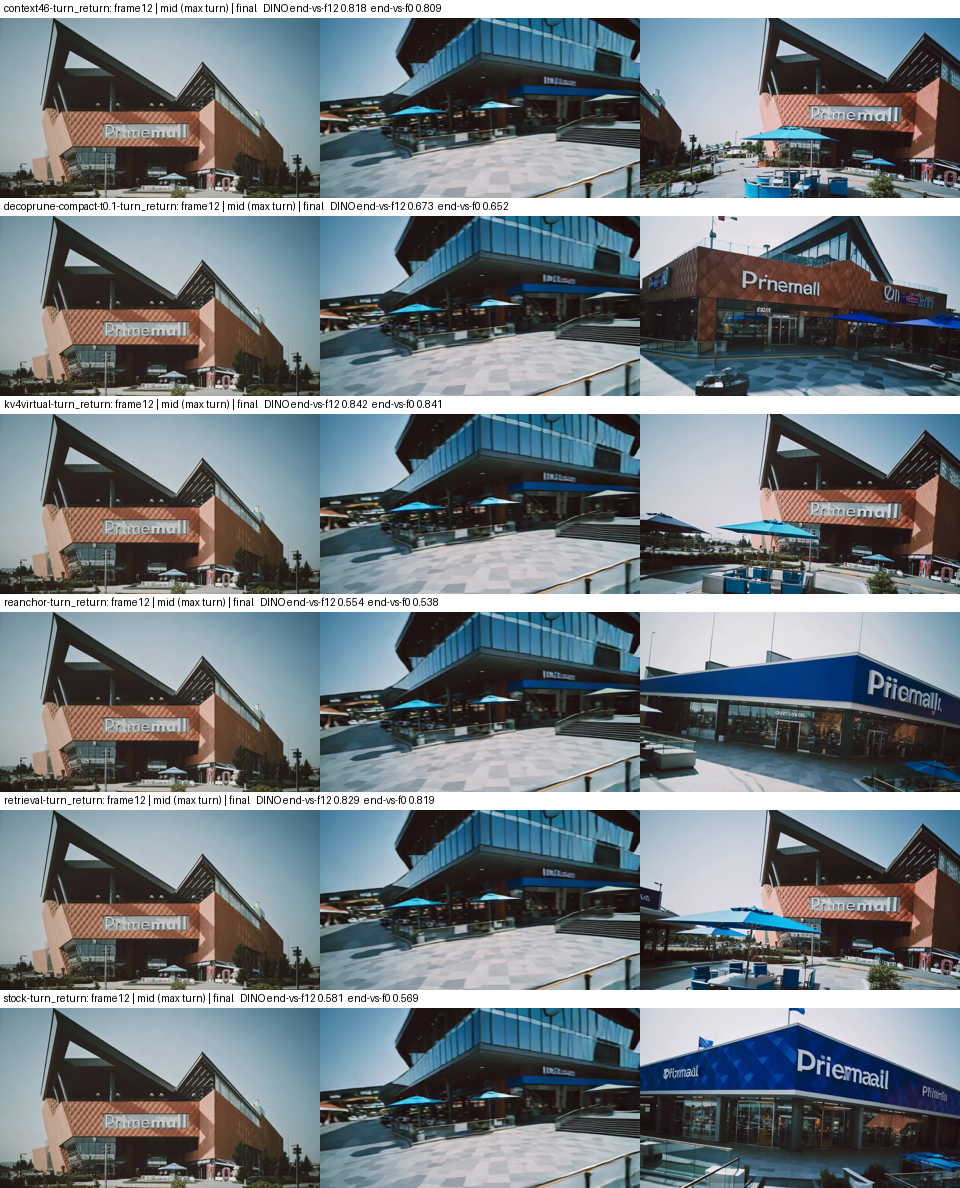 context46-turn_return: frame12 | mid (max turn) | final DINO end-vs-f12 0.818 end-vs-f0 0.809
Primemall
Primemall
decoprune-compact-t0.1-turn_return: frame12 | mid (max turn) | final DINO end-vs-f12 0.673 end-vs-f0 0.652
Primemall
Prinemall
kv4virtual-turn_return: frame12 | mid (max turn) | final DINO end-vs-f12 0.842 end-vs-f0 0.841
Primemall
Primemall
reanchor-turn_return: frame12 | mid (max turn) | final DINO end-vs-f12 0.554 end-vs-f0 0.538
Primemall
retrieval-turn_return: frame12 | mid (max turn) | final DINO end-vs-f12 0.829 end-vs-f0 0.819
Primemall
Primemall
stock-turn_return: frame12 | mid (max turn) | final DINO end-vs-f12 0.581 end-vs-f0 0.569
Primemall